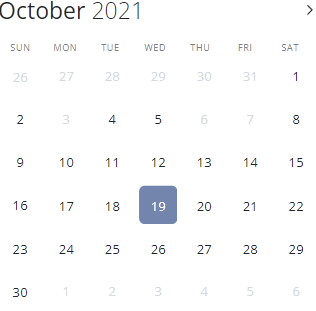 October 2021
SUN MON TUE WED THU FRI SAT
26 27 28 29 30 31 1
2 3 4 5 6 7 8
9 10 11 12 13 14 15
16 17 18 19 20 21 22
23 24 25 26 27 28 29
30 1 2 3 4 5 6